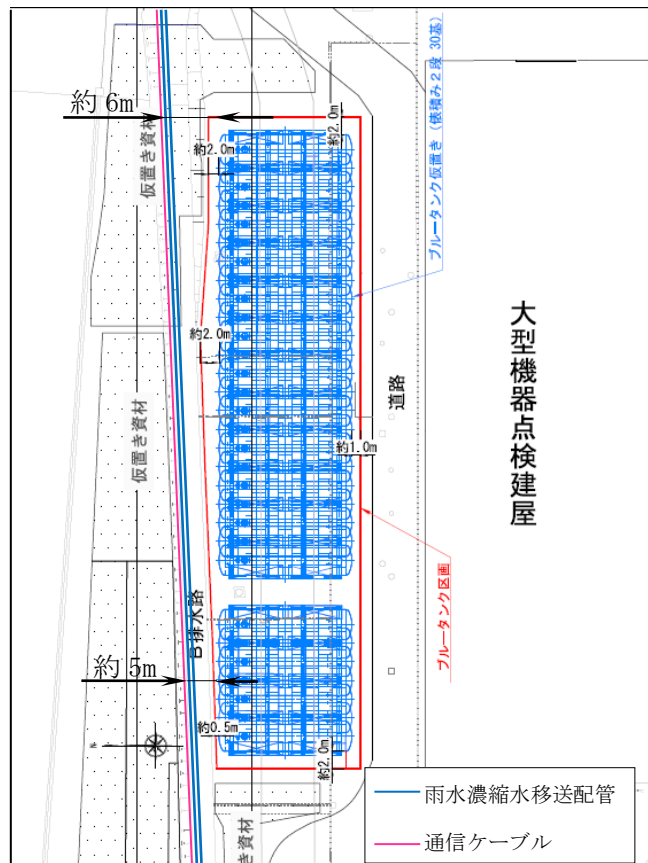 ブルータンク仮置き（俵積み２段 30基）
約 6m
仮置き資材
約2.0m
約2.0m
約2.0m
大型機器点検建屋
道路
仮置き資材
約1.0m
ブルータンク区画
B排水路
約 5m
約0.5m
約2.0m
仮置き資材
雨水濃縮水移送配管
通信ケーブル